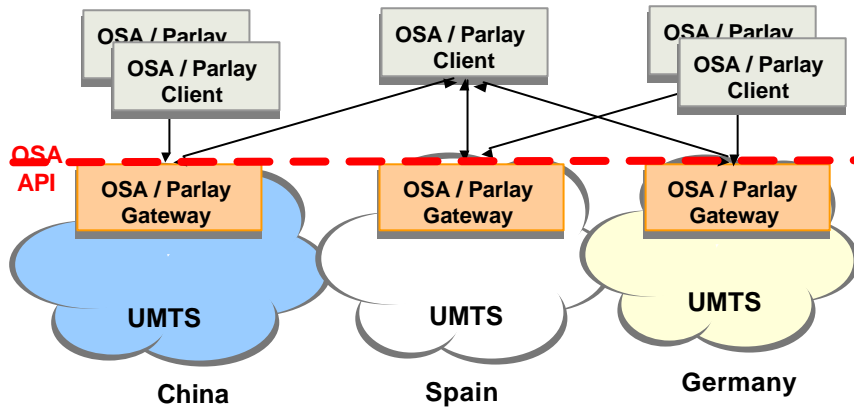 OSA / Parlay
OSA / Parlay
Client
OSA / Parlay
Client
OSA / Parlay
OSA / Parlay
Client
OSA
API
OSA / Parlay
Gateway
OSA / Parlay
Gateway
OSA / Parlay
Gateway
UMTS
UMTS
UMTS
China
Spain
Germany